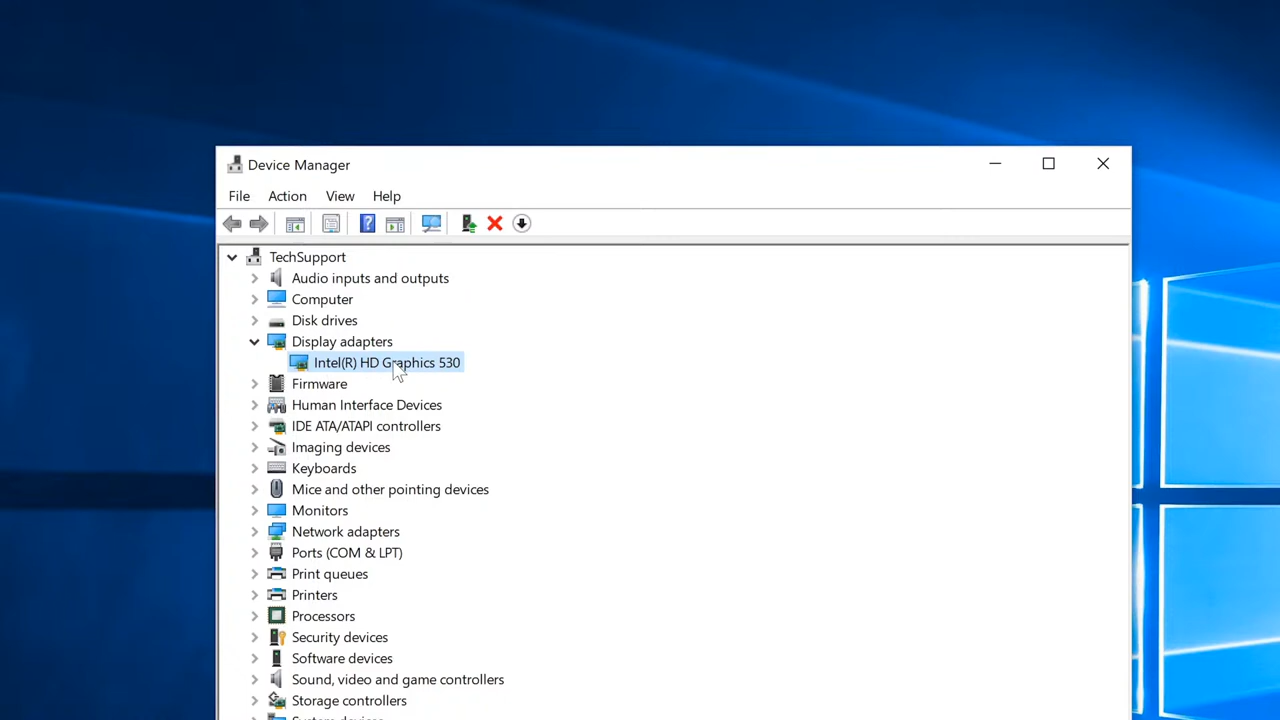 Device Manager
File Action View Help
TechSupport
Audio inputs and outputs
Computer
Disk drives
Display adapters
Intel(R) HD Graphics 530
Firmware
Human Interface Devices
IDE ATA/ATAPI controllers
Imaging devices
Keyboards
Mice and other pointing devices
Monitors
Network adapters
Ports (COM & LPT)
Print queues
Printers
Processors
Security devices
Software devices
Sound, video and game controllers
Storage controllers
System devices